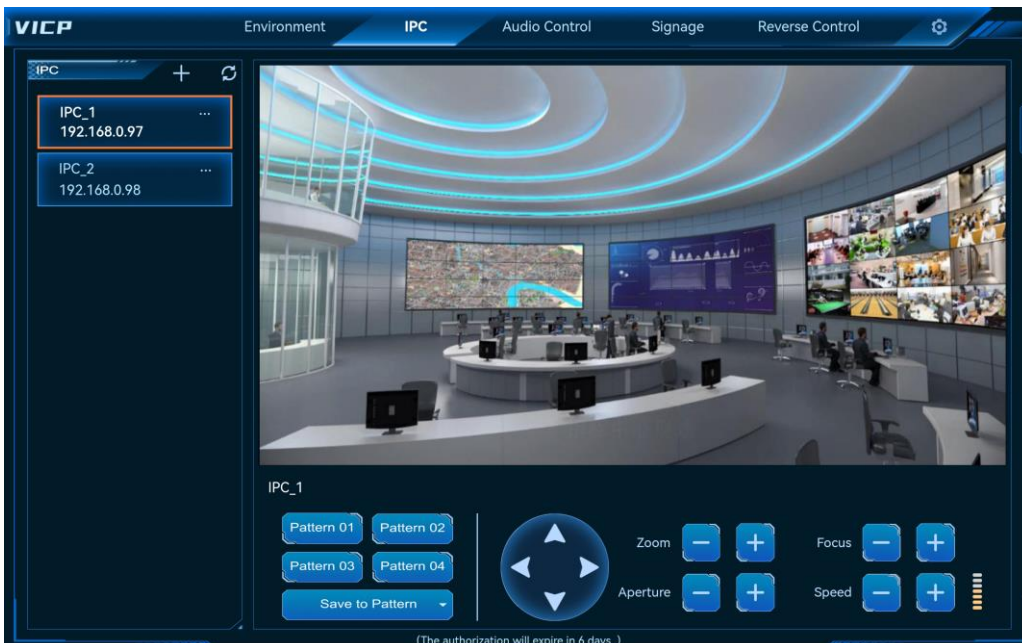 VICP
Environment
IPC
Audio Control
Signage
Reverse Control
IPC
IPC_1
...
192.168.0.97
IPC_2
...
192.168.0.98
IPC_1
Pattern 01
Pattern 02
Zoom
Focus
Pattern 03
Pattern 04
Aperture
Speed
Save to Pattern
(The authorization will expire in 6 days. )